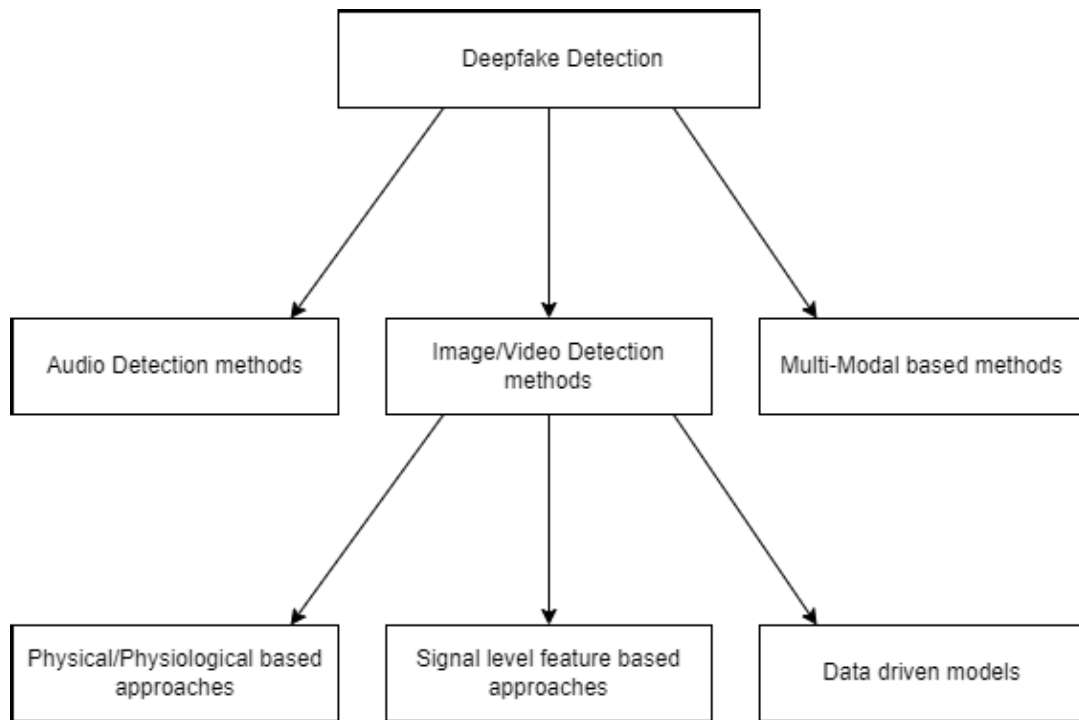 Deepfake Detection
Audio Detection methods
Image/Video Detection
methods
Multi-Modal based methods
Physical/Physiological based
approaches
Signal level feature based
approaches
Data driven models